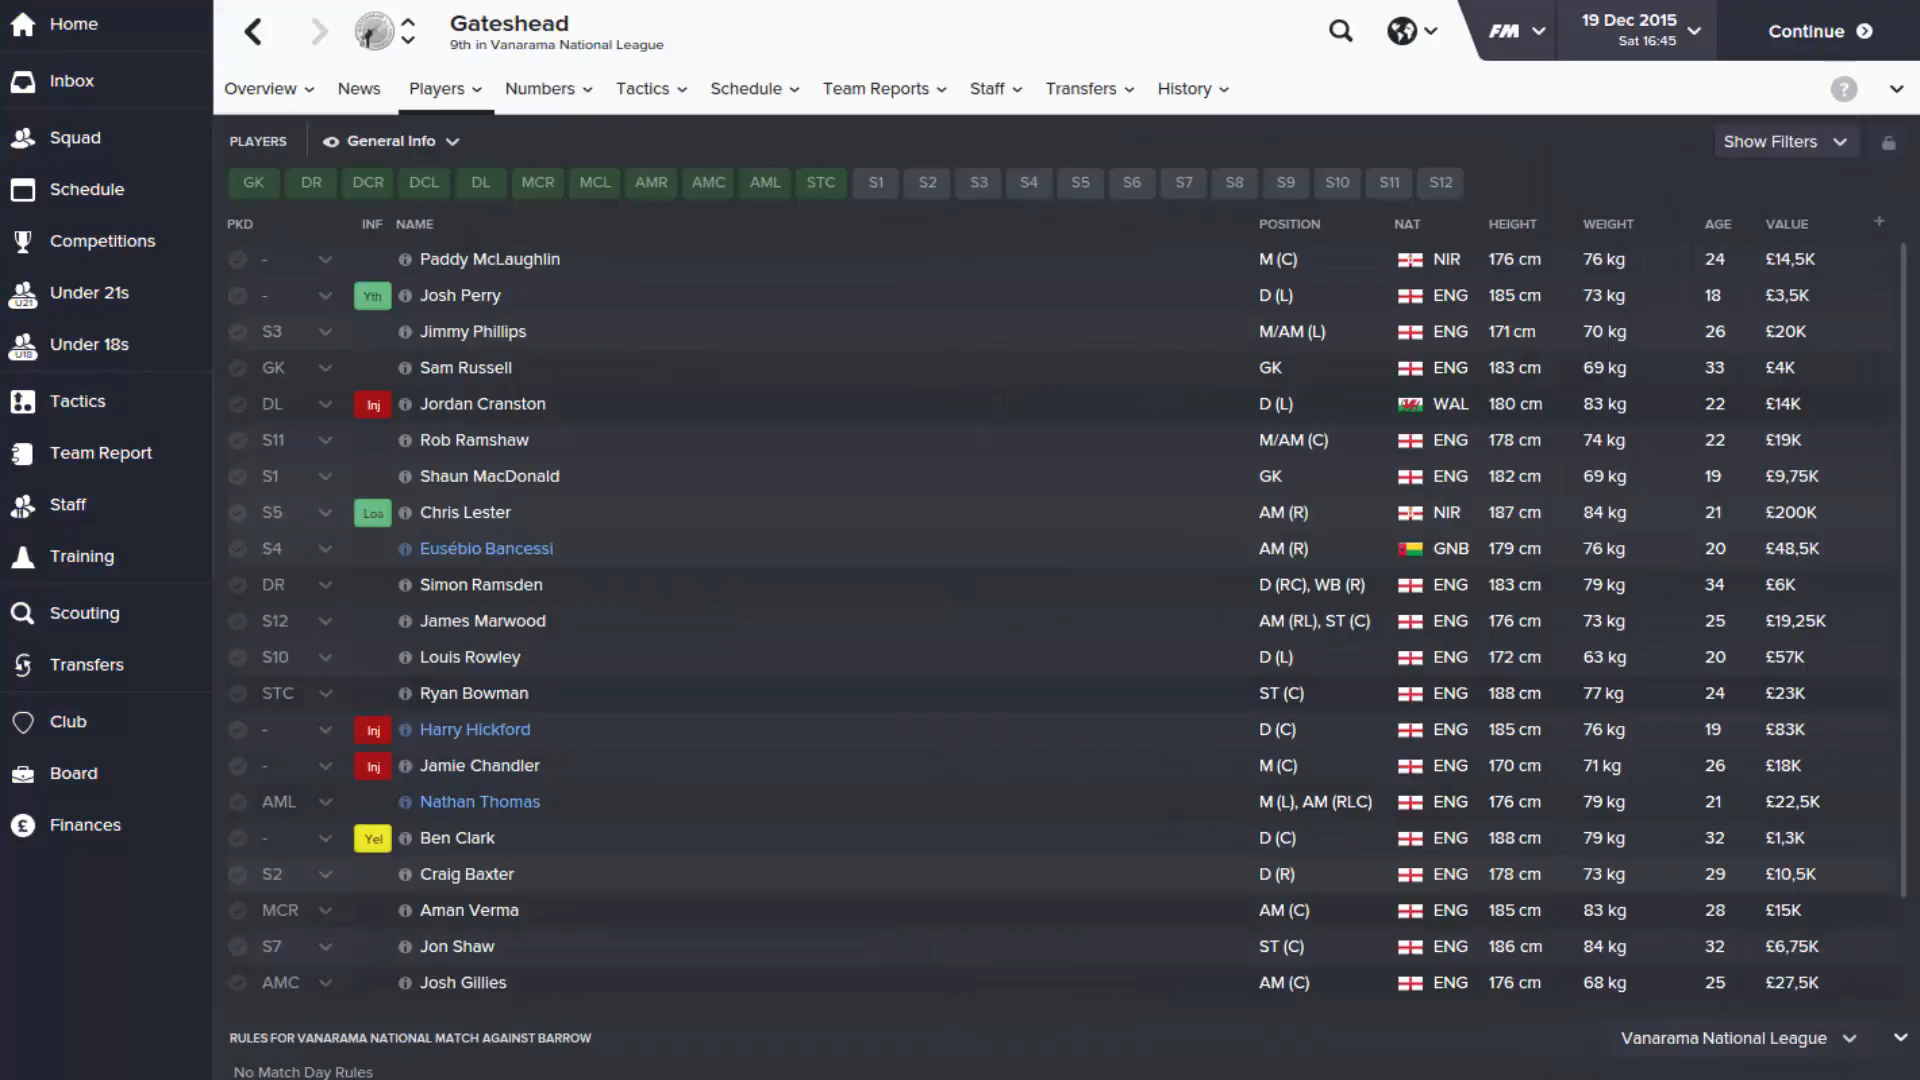 Home
Inbox
Squad
Schedule
Competitions
Under 21s
U21
Under 18s
U18
Tactics
Team Report
Staff
Training
Scouting
Transfers
Club
Board
Finances
Gateshead
9th in Vanarama National League
FM
19 Dec 2015
Sat 16:45
Continue
Overview News Players Numbers Tactics Schedule Team Reports Staff Transfers History ?
PLAYERS General Info Show Filters
GK DR DCR DCL DL MCR MCL AMR AMC AML STC S1 S2 S3 S4 S5 S6 S7 S8 S9 S10 S11 S12
PKD INF NAME POSITION NAT HEIGHT WEIGHT AGE VALUE +
- Paddy McLaughlin M (C) NIR 176 cm 76 kg 24 £14,5K
- Yth Josh Perry D (L) ENG 185 cm 73 kg 18 £3,5K
S3 Jimmy Phillips M/AM (L) ENG 171 cm 70 kg 26 £20K
GK Sam Russell GK ENG 183 cm 69 kg 33 £4K
DL Inj Jordan Cranston D (L) WAL 180 cm 83 kg 22 £14K
S11 Rob Ramshaw M/AM (C) ENG 178 cm 74 kg 22 £19K
S1 Shaun MacDonald GK ENG 182 cm 69 kg 19 £9,75K
S5 Loa Chris Lester AM (R) NIR 187 cm 84 kg 21 £200K
S4 Eusébio Bancessi AM (R) GNB 179 cm 76 kg 20 £48,5K
DR Simon Ramsden D (RC), WB (R) ENG 183 cm 79 kg 34 £6K
S12 James Marwood AM (RL), ST (C) ENG 176 cm 73 kg 25 £19,25K
S10 Louis Rowley D (L) ENG 172 cm 63 kg 20 £57K
STC Ryan Bowman ST (C) ENG 188 cm 77 kg 24 £23K
- Inj Harry Hickford D (C) ENG 185 cm 76 kg 19 £83K
- Inj Jamie Chandler M (C) ENG 170 cm 71 kg 26 £18K
AML Nathan Thomas M (L), AM (RLC) ENG 176 cm 79 kg 21 £22,5K
- Yel Ben Clark D (C) ENG 188 cm 79 kg 32 £1,3K
S2 Craig Baxter D (R) ENG 178 cm 73 kg 29 £10,5K
MCR Aman Verma AM (C) ENG 185 cm 83 kg 28 £15K
S7 Jon Shaw ST (C) ENG 186 cm 84 kg 32 £6,75K
AMC Josh Gillies AM (C) ENG 176 cm 68 kg 25 £27,5K
RULES FOR VANARAMA NATIONAL MATCH AGAINST BARROW Vanarama National League
No Match Day Rules